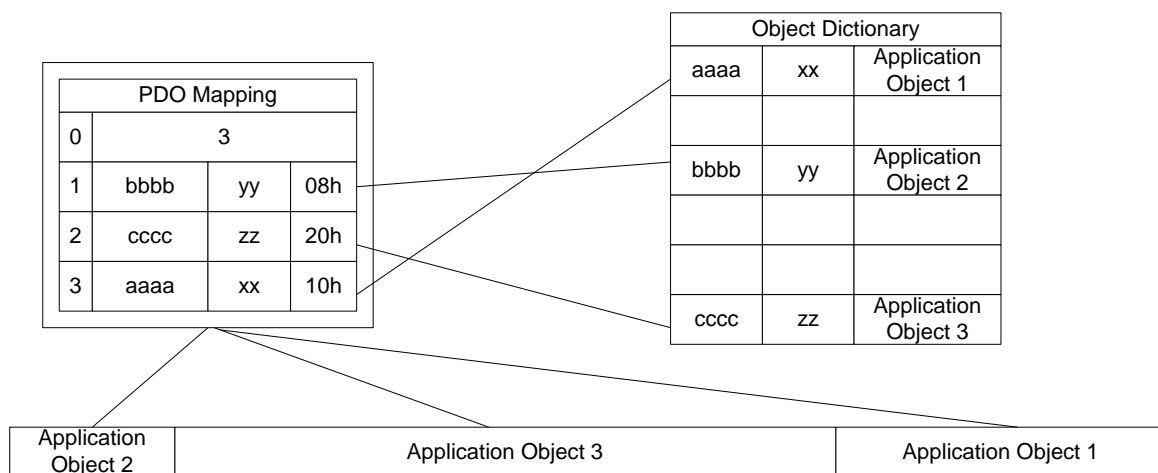 PDO Mapping
0 3
1 bbbb yy 08h
2 cccc zz 20h
3 aaaa xx 10h
Object Dictionary
aaaa xx Application
Object 1
bbbb yy Application
Object 2
cccc zz Application
Object 3
Application
Object 2
Application Object 3
Application Object 1